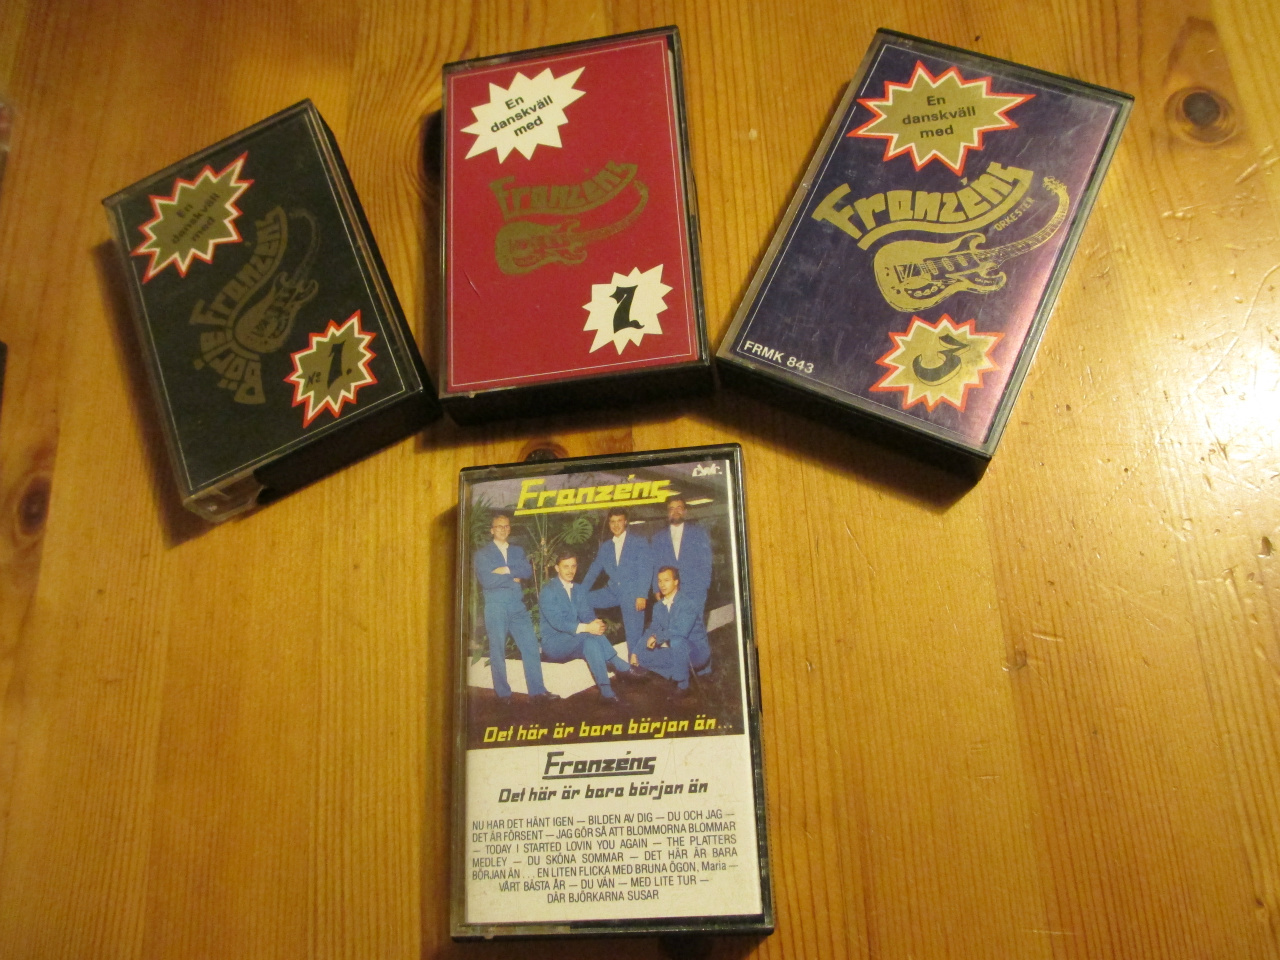 En
danskväll
med
BÖRJE Franzéns
No 1.
En
danskväll
med
Franzéns
2
En
danskväll
med
Franzéns
ORKESTER
FRMK 843
3
Franzéns
Det här är bara början än...
Franzéns
Det här är bara början än
NU HAR DET HÄNT IGEN — BILDEN AV DIG — DU OCH JAG —
DET ÄR FÖRSENT — JAG GÖR SÅ ATT BLOMMORNA BLOMMAR
— TODAY I STARTED LOVIN YOU AGAIN — THE PLATTERS
MEDLEY — DU SKÖNA SOMMAR — DET HÄR ÄR BARA
BÖRJAN ÄN ... EN LITEN FLICKA MED BRUNA ÖGON, Maria —
VÅRT BÄSTA ÅR — DU VÄN — MED LITE TUR —
DÄR BJÖRKARNA SUSAR